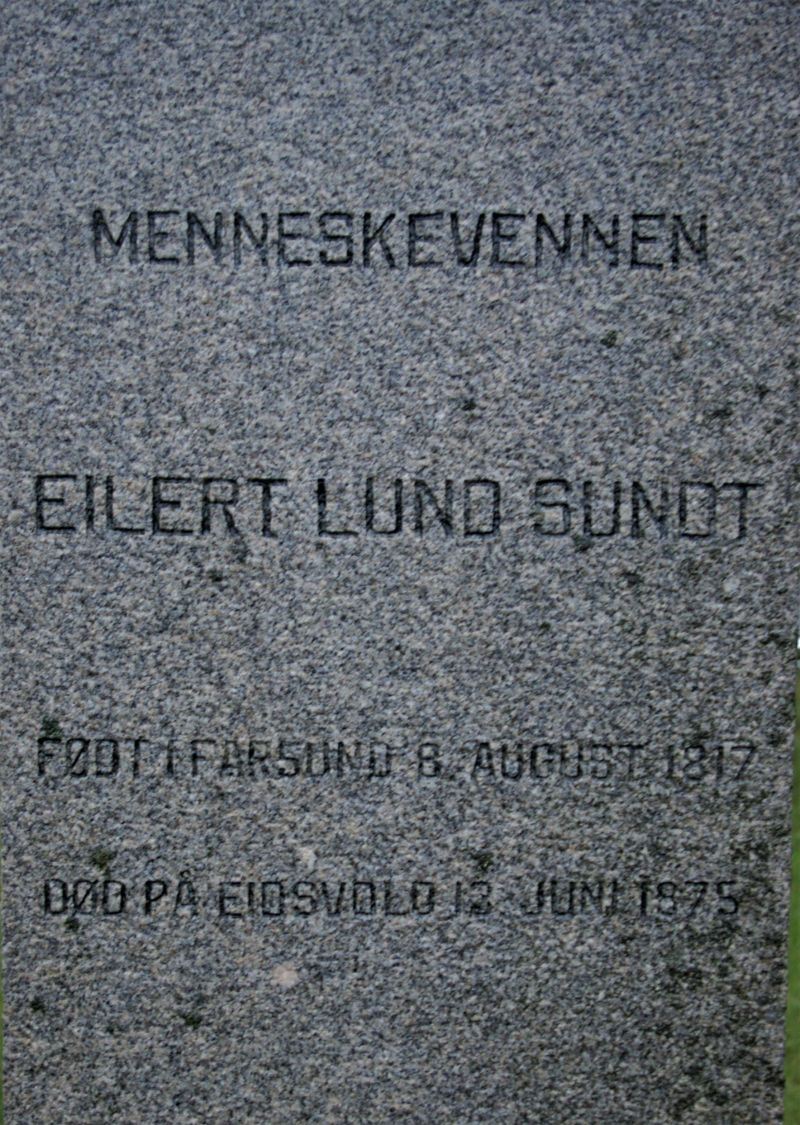 MENNESKEVENNEN
EILERT LUND SUNDT
FØDT I FARSUND 8. AUGUST 1817
DØD PÅ EIDSVOLD 13. JUNI 1875